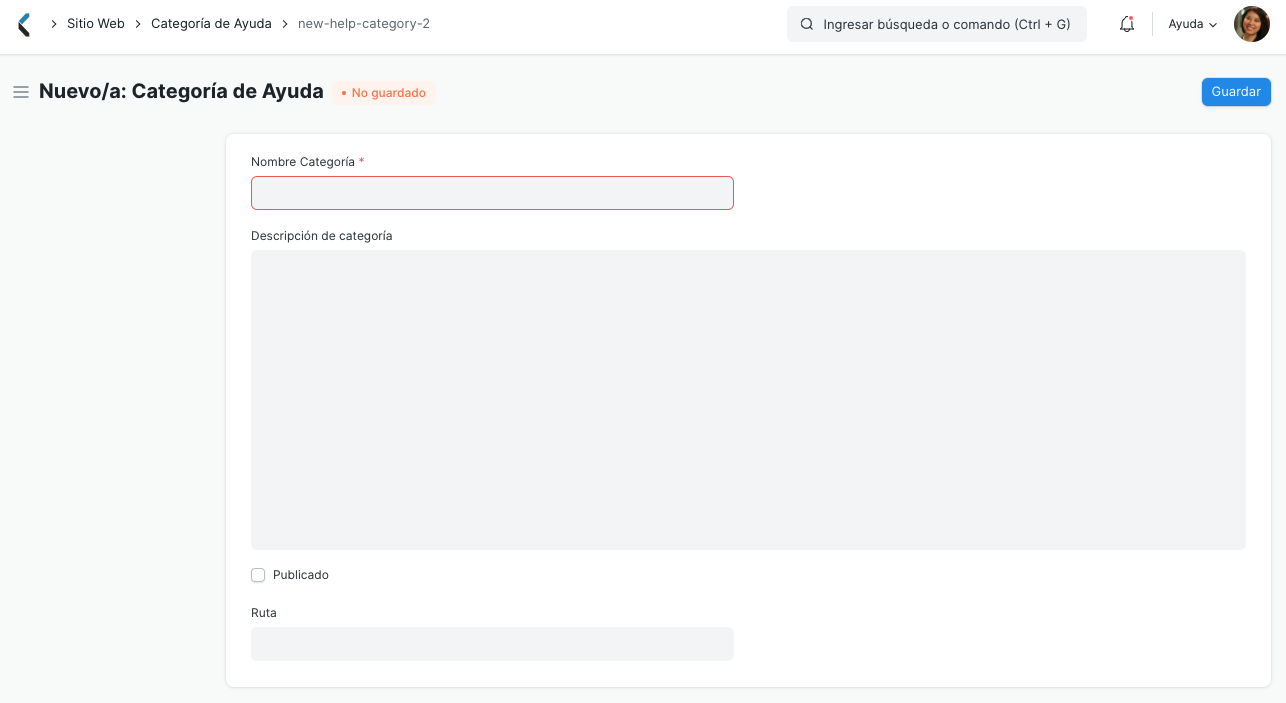 Sitio Web Categoría de Ayuda new-help-category-2 Ingresar búsqueda o comando (Ctrl + G) Ayuda
Nuevo/a: Categoría de Ayuda • No guardado Guardar
Nombre Categoría *
Descripción de categoría
Publicado
Ruta